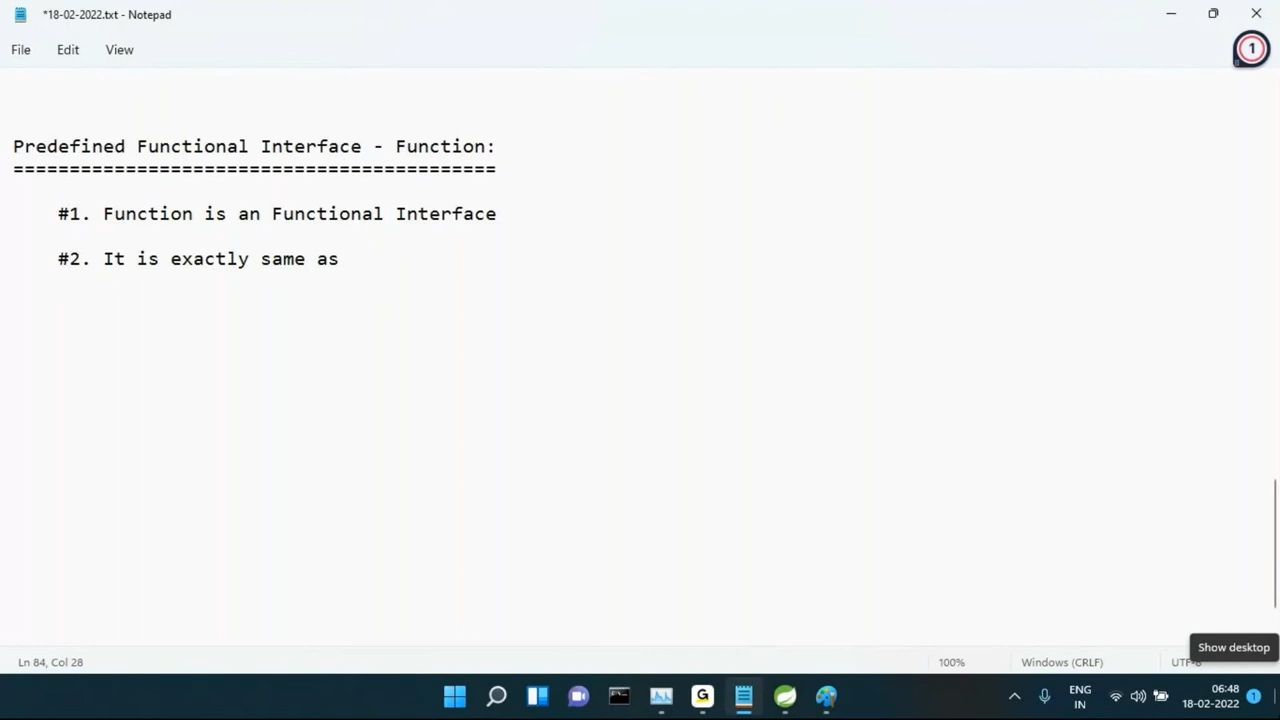 *18-02-2022.txt - Notepad
File Edit View
1
Predefined Functional Interface - Function:
===========================================
#1. Function is an Functional Interface
#2. It is exactly same as
Show desktop
Ln 84, Col 28 100% Windows (CRLF) UTF-8
G ENG 06:48
IN 18-02-2022 1